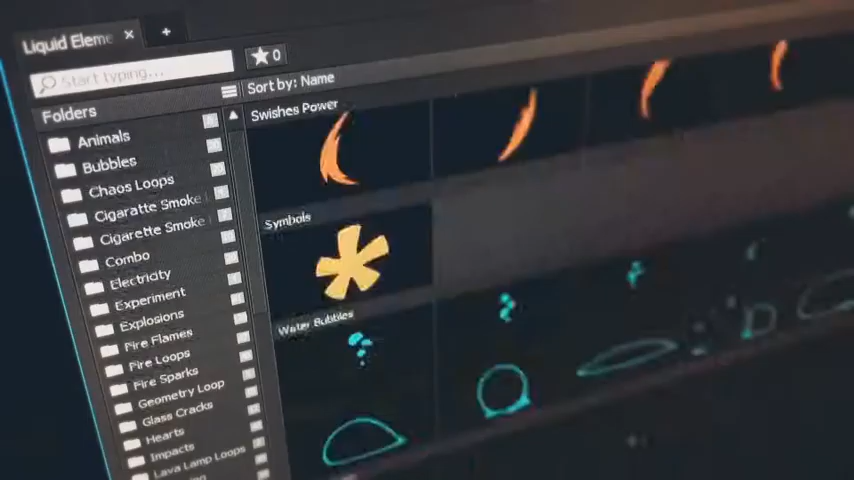 Liquid Eleme × +
Start typing... ★ 0
Folders
Sort by: Name
Animals
Bubbles
Chaos Loops
Cigaratte Smoke
Cigarette Smoke
Combo
Electricity
Experiment
Explosions
Fire Flames
Fire Loops
Fire Sparks
Geometry Loop
Glass Cracks
Hearts
Impacts
Lava Lamp Loops
Swishes Power
Symbols
Water Bubbles